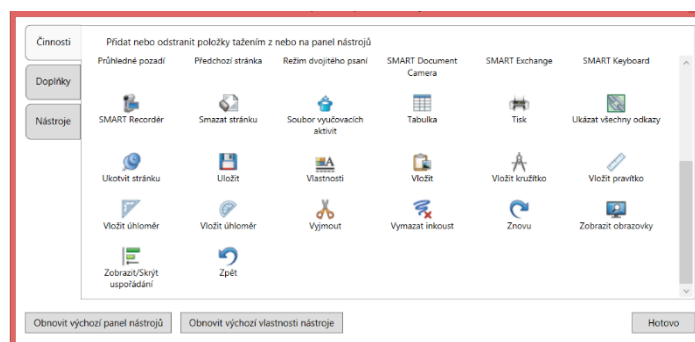 Činnosti
Přidat nebo odstranit položky tažením z nebo na panel nástrojů
Doplňky
Nástroje
Průhledné pozadí
Předchozí stránka
Režim dvojitého psaní
SMART Document
Camera
SMART Exchange
SMART Keyboard
SMART Recordér
Smazat stránku
Soubor vyučovacích
aktivit
Tabulka
Tisk
Ukázat všechny odkazy
Ukotvit stránku
Uložit
Vlastnosti
Vložit
Vložit kružítko
Vložit pravítko
Vložit úhloměr
Vložit úhloměr
Vyjmout
Vymazat inkoust
Znovu
Zobrazit obrazovky
Zobrazit/Skrýt
uspořádání
Zpět
Obnovit výchozí panel nástrojů
Obnovit výchozí vlastnosti nástroje
Hotovo